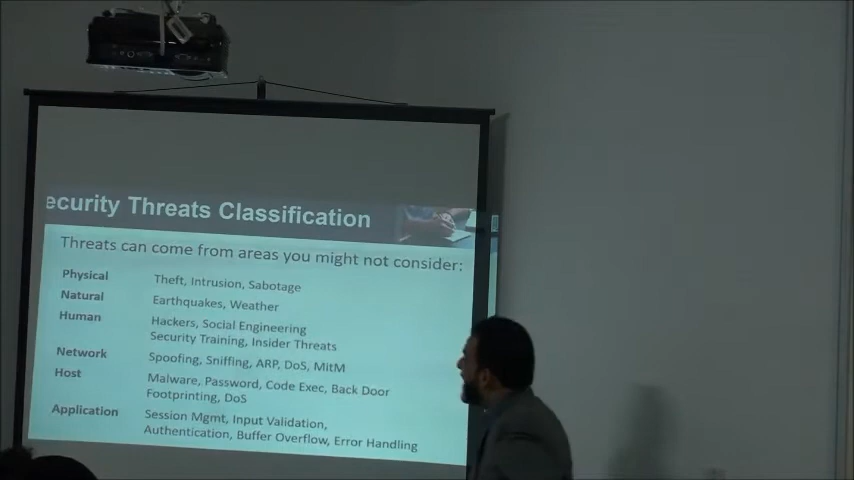 ecurity Threats Classification
Threats can come from areas you might not consider:
Physical Theft, Intrusion, Sabotage
Natural Earthquakes, Weather
Human Hackers, Social Engineering
Security Training, Insider Threats
Network Spoofing, Sniffing, ARP, DoS, MitM
Host Malware, Password, Code Exec, Back Door
Footprinting, DoS
Application Session Mgmt, Input Validation,
Authentication, Buffer Overflow, Error Handling